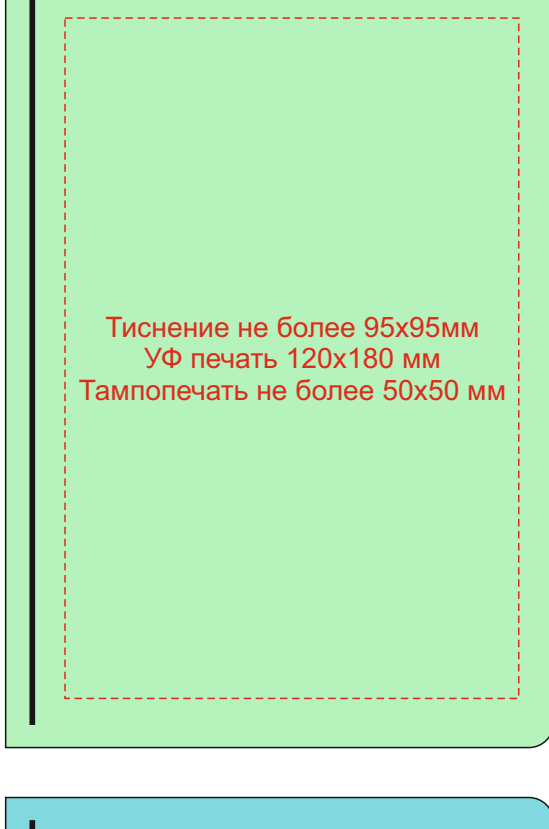 Тиснение не более 95х95мм
УФ печать 120х180 мм
Тампопечать не более 50х50 мм